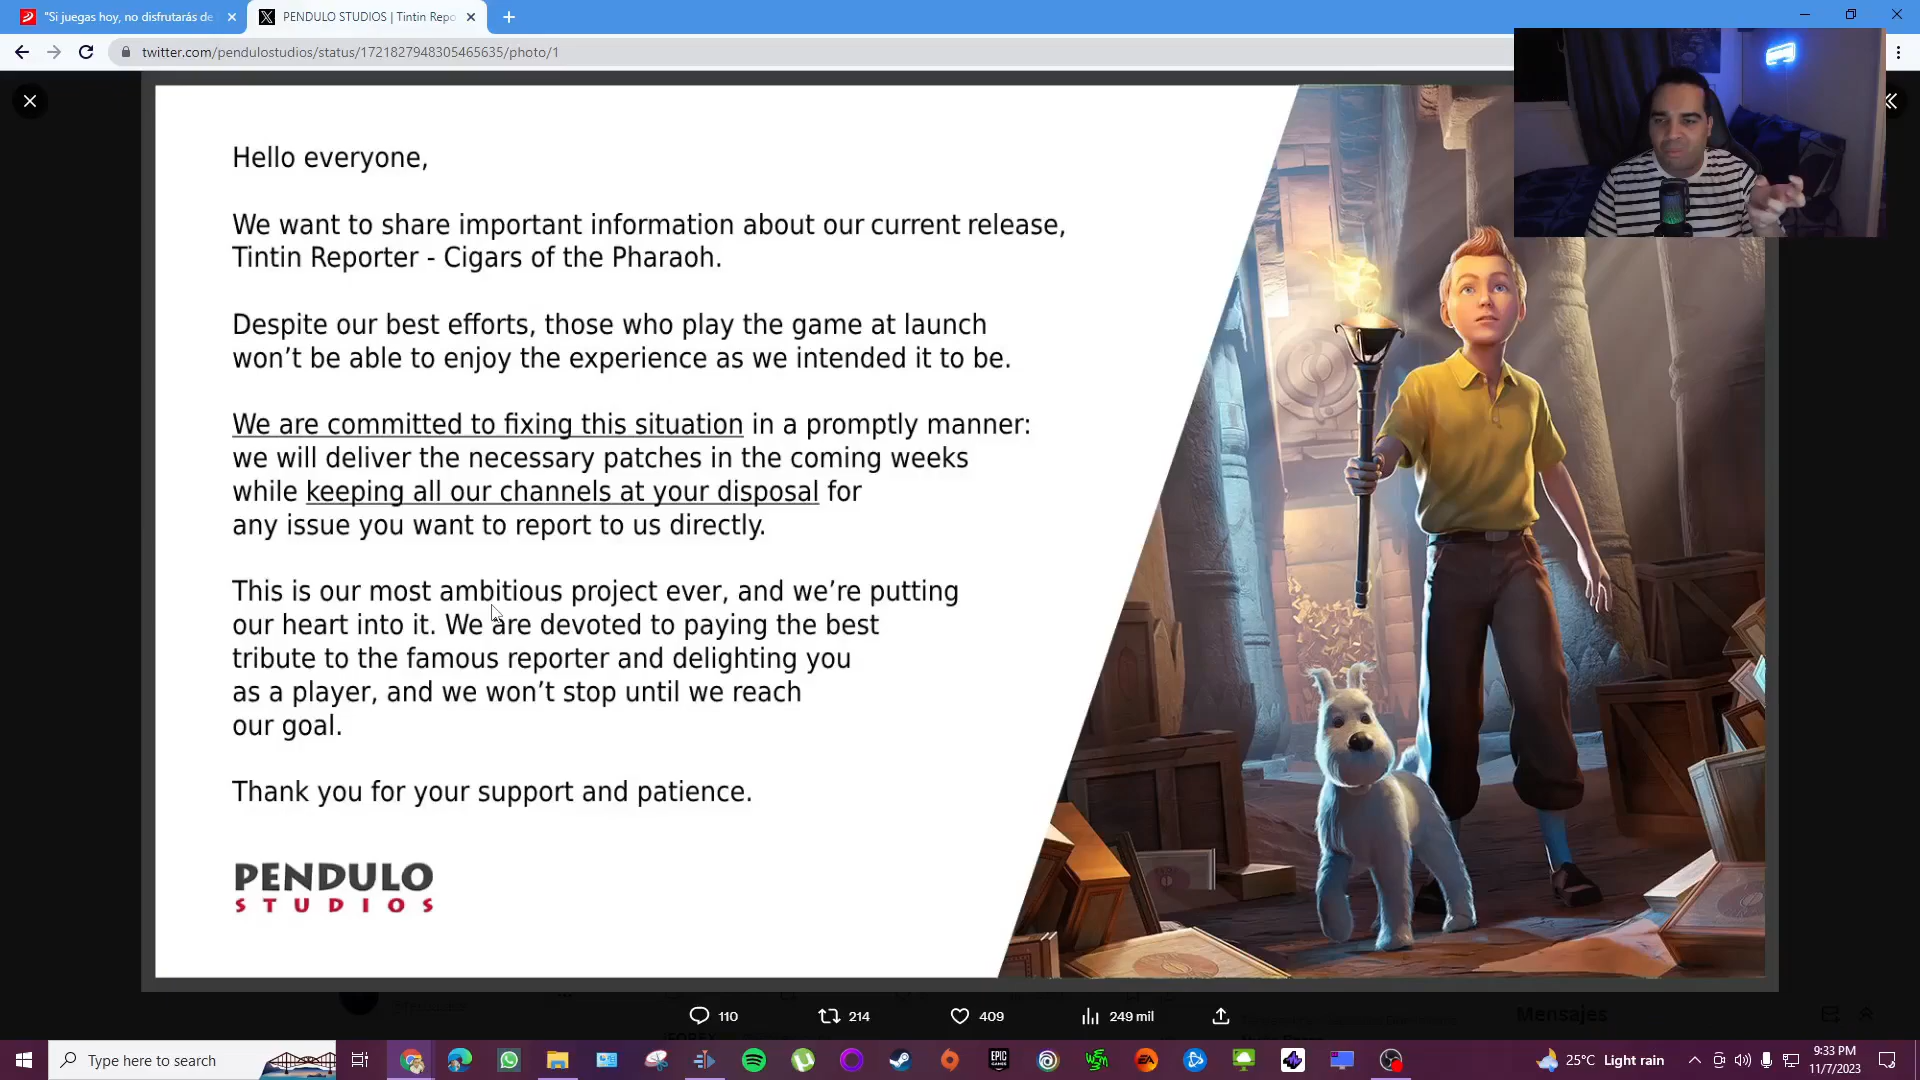 "Si juegas hoy, no disfrutarás de
PENDULO STUDIOS | Tintin Repo
twitter.com/pendulostudios/status/1721827948305465635/photo/1
Hello everyone,
We want to share important information about our current release,
Tintin Reporter - Cigars of the Pharaoh.
Despite our best efforts, those who play the game at launch
won't be able to enjoy the experience as we intended it to be.
We are committed to fixing this situation in a promptly manner:
we will deliver the necessary patches in the coming weeks
while keeping all our channels at your disposal for
any issue you want to report to us directly.
This is our most ambitious project ever, and we're putting
our heart into it. We are devoted to paying the best
tribute to the famous reporter and delighting you
as a player, and we won't stop until we reach
our goal.
Thank you for your support and patience.
PENDULO
STUDIOS
110 214 409 249 mil
Mensajes
Type here to search
EPIC GAMES
EA
25°C Light rain
9:33 PM
11/7/2023